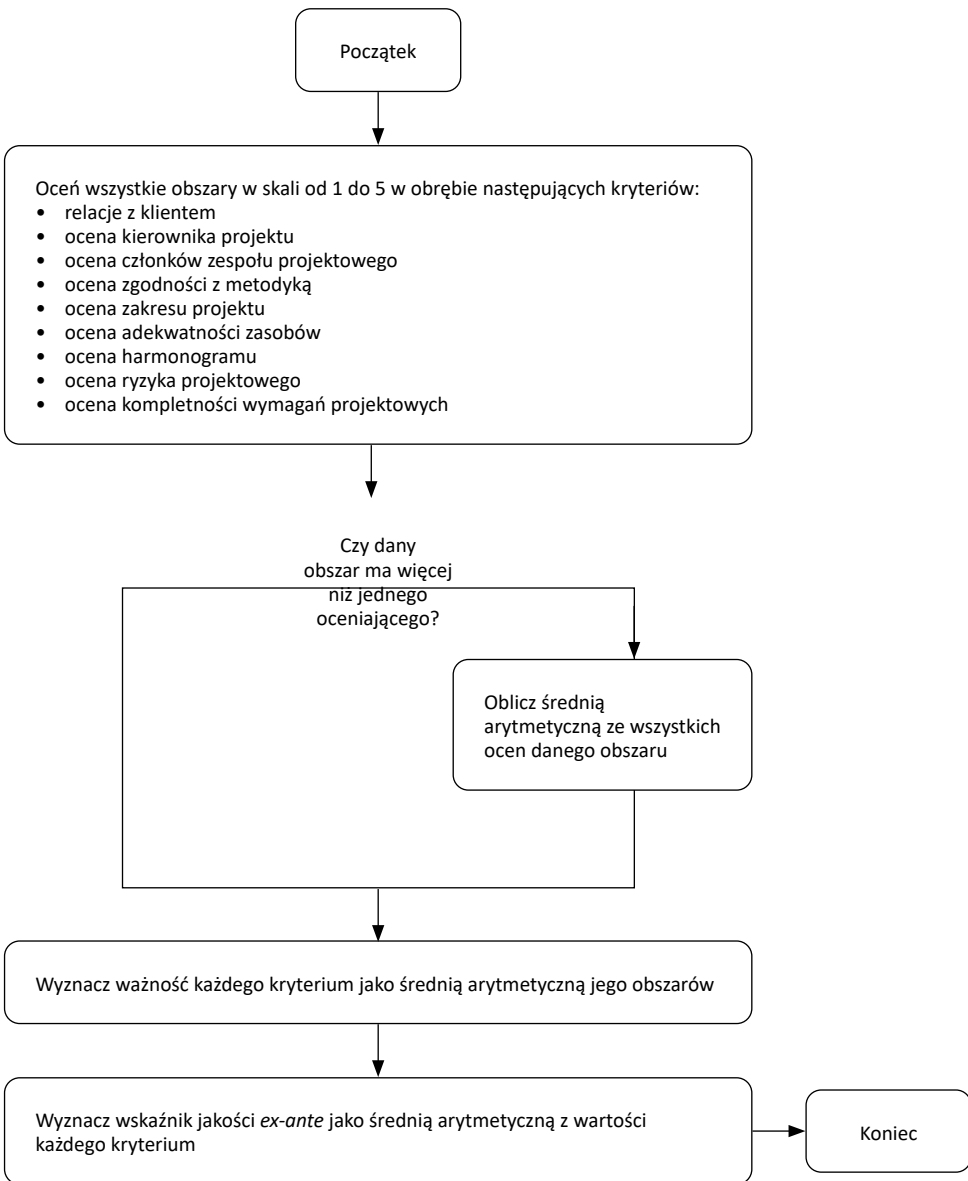 Początek
Oceń wszystkie obszary w skali od 1 do 5 w obrębie następujących kryteriów:
• relacje z klientem
• ocena kierownika projektu
• ocena członków zespołu projektowego
• ocena zgodności z metodyką
• ocena zakresu projektu
• ocena adekwatności zasobów
• ocena harmonogramu
• ocena ryzyka projektowego
• ocena kompletności wymagań projektowych
Czy dany
obszar ma więcej
niż jednego
oceniającego?
Oblicz średnią
arytmetyczną ze wszystkich
ocen danego obszaru
Wyznacz ważność każdego kryterium jako średnią arytmetyczną jego obszarów
Wyznacz wskaźnik jakości ex-ante jako średnią arytmetyczną z wartości
każdego kryterium
Koniec